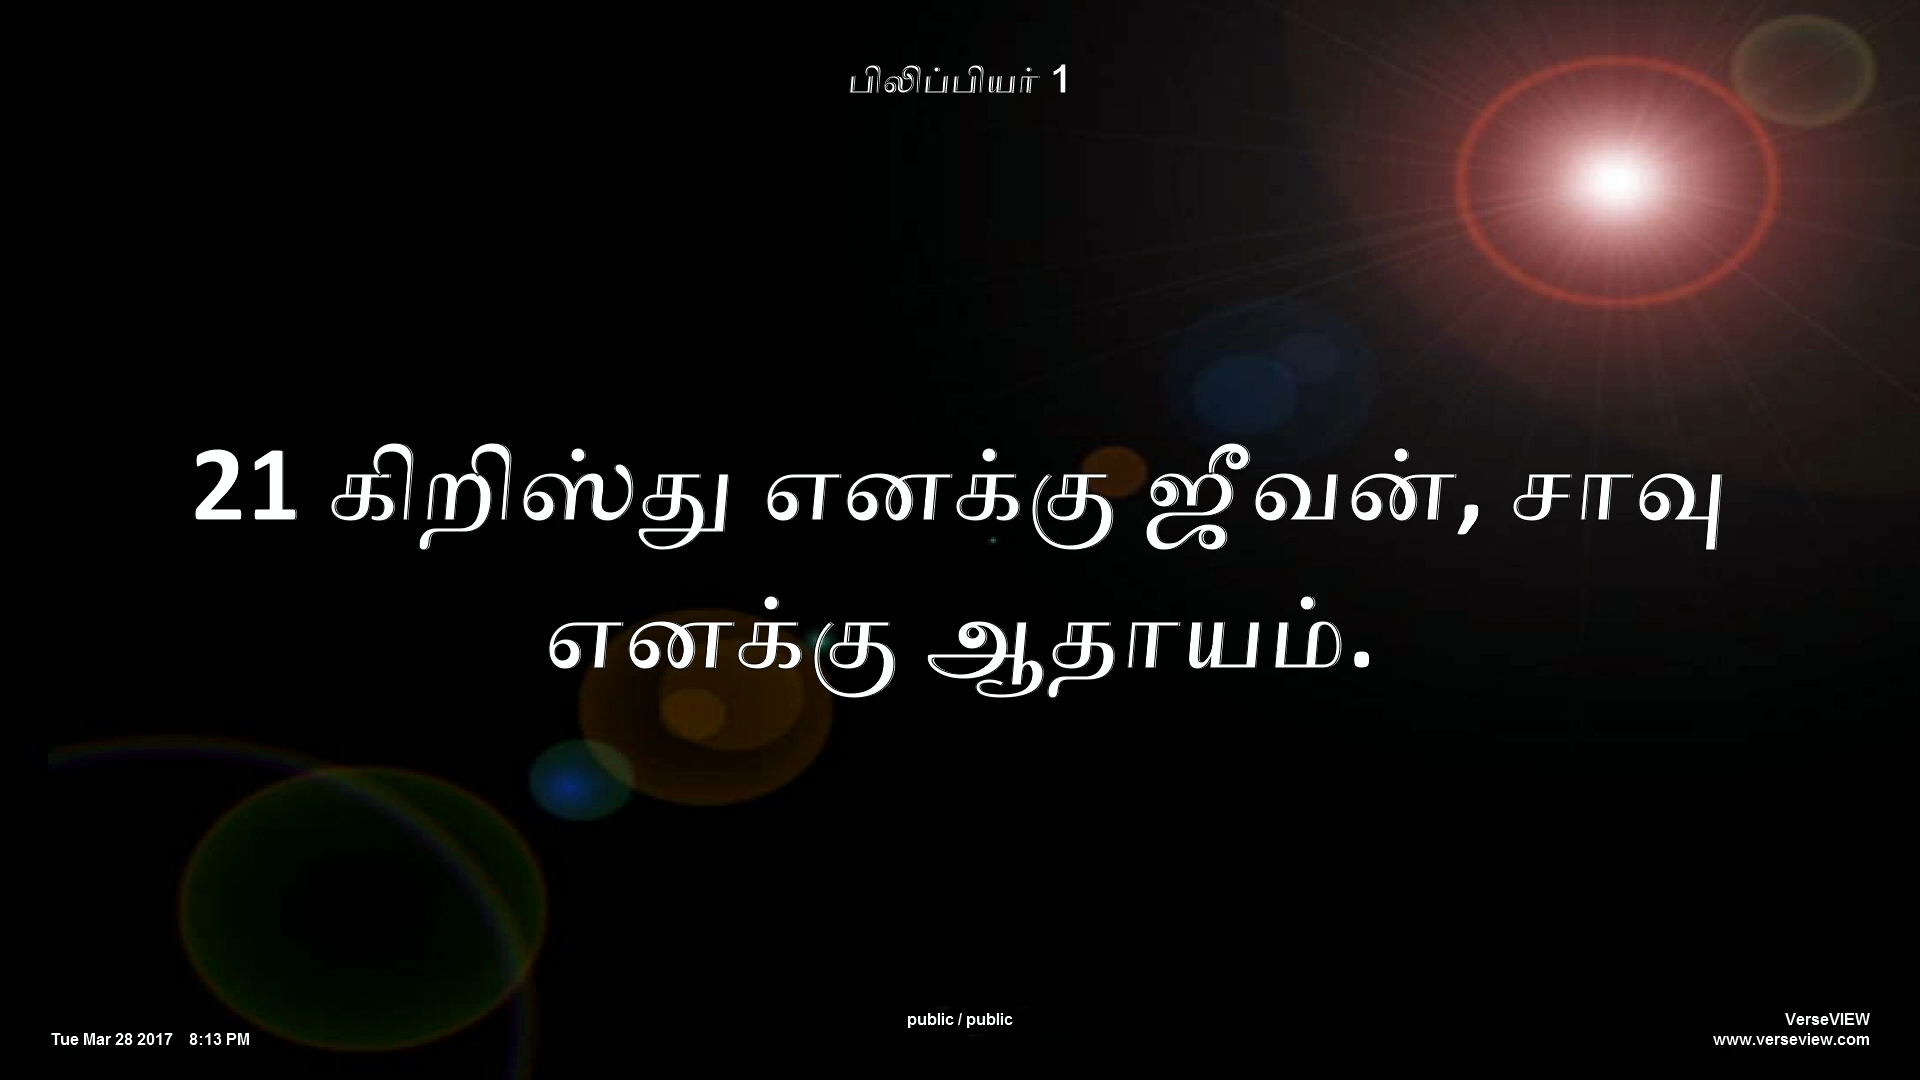 பிலிப்பியர் 1
21 கிறிஸ்து எனக்கு ஜீவன், சாவு
எனக்கு ஆதாயம்.
public / public
VerseVIEW
Tue Mar 28 2017 8:13 PM
www.verseview.com